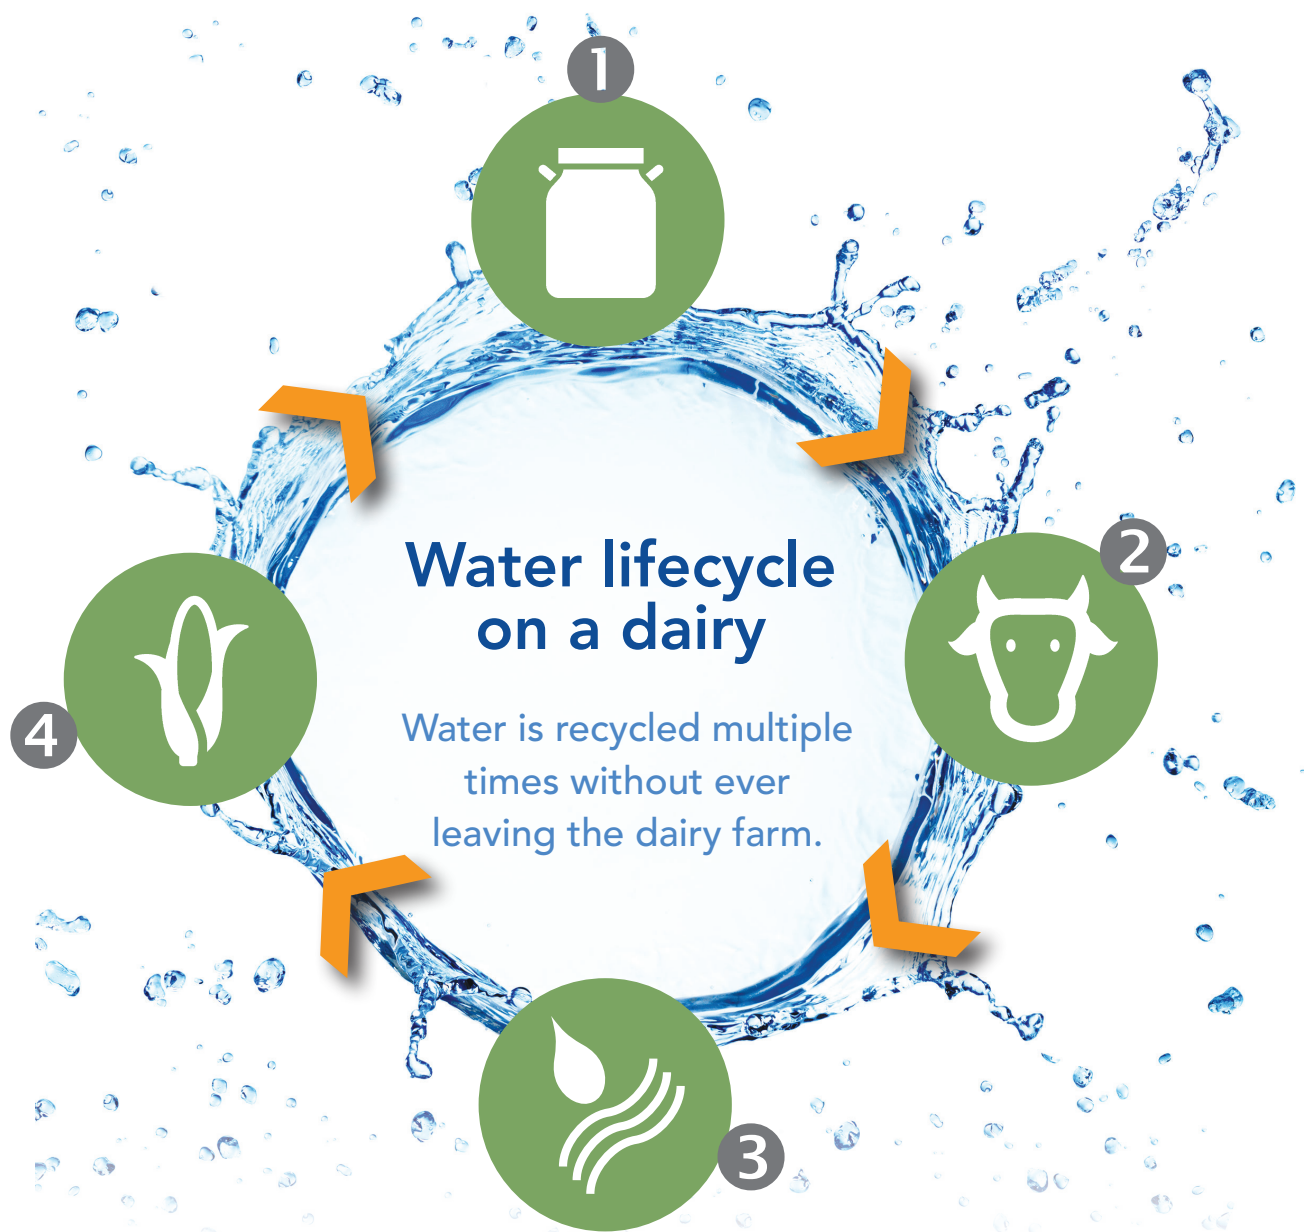 1
2
Water lifecycle
on a dairy
Water is recycled multiple
times without ever
leaving the dairy farm.
4
3